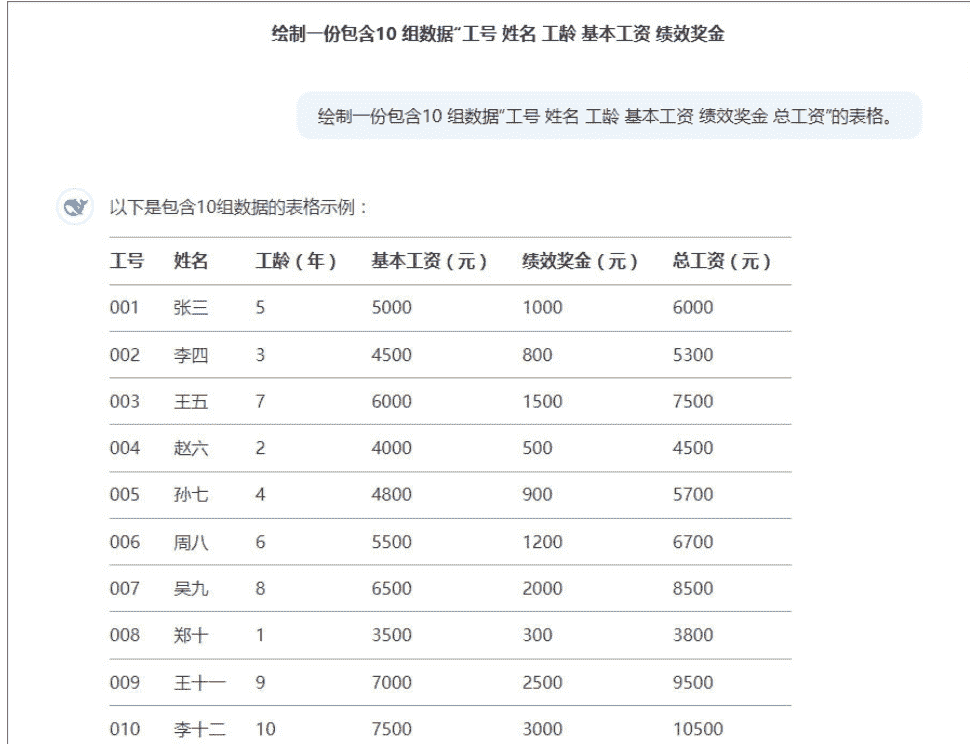 绘制一份包含10 组数据“工号 姓名 工龄 基本工资 绩效奖金
绘制一份包含10 组数据“工号 姓名 工龄 基本工资 绩效奖金 总工资”的表格。
以下是包含10组数据的表格示例：
工号 姓名 工龄（年） 基本工资（元） 绩效奖金（元） 总工资（元）
001 张三 5 5000 1000 6000
002 李四 3 4500 800 5300
003 王五 7 6000 1500 7500
004 赵六 2 4000 500 4500
005 孙七 4 4800 900 5700
006 周八 6 5500 1200 6700
007 吴九 8 6500 2000 8500
008 郑十 1 3500 300 3800
009 王十一 9 7000 2500 9500
010 李十二 10 7500 3000 10500